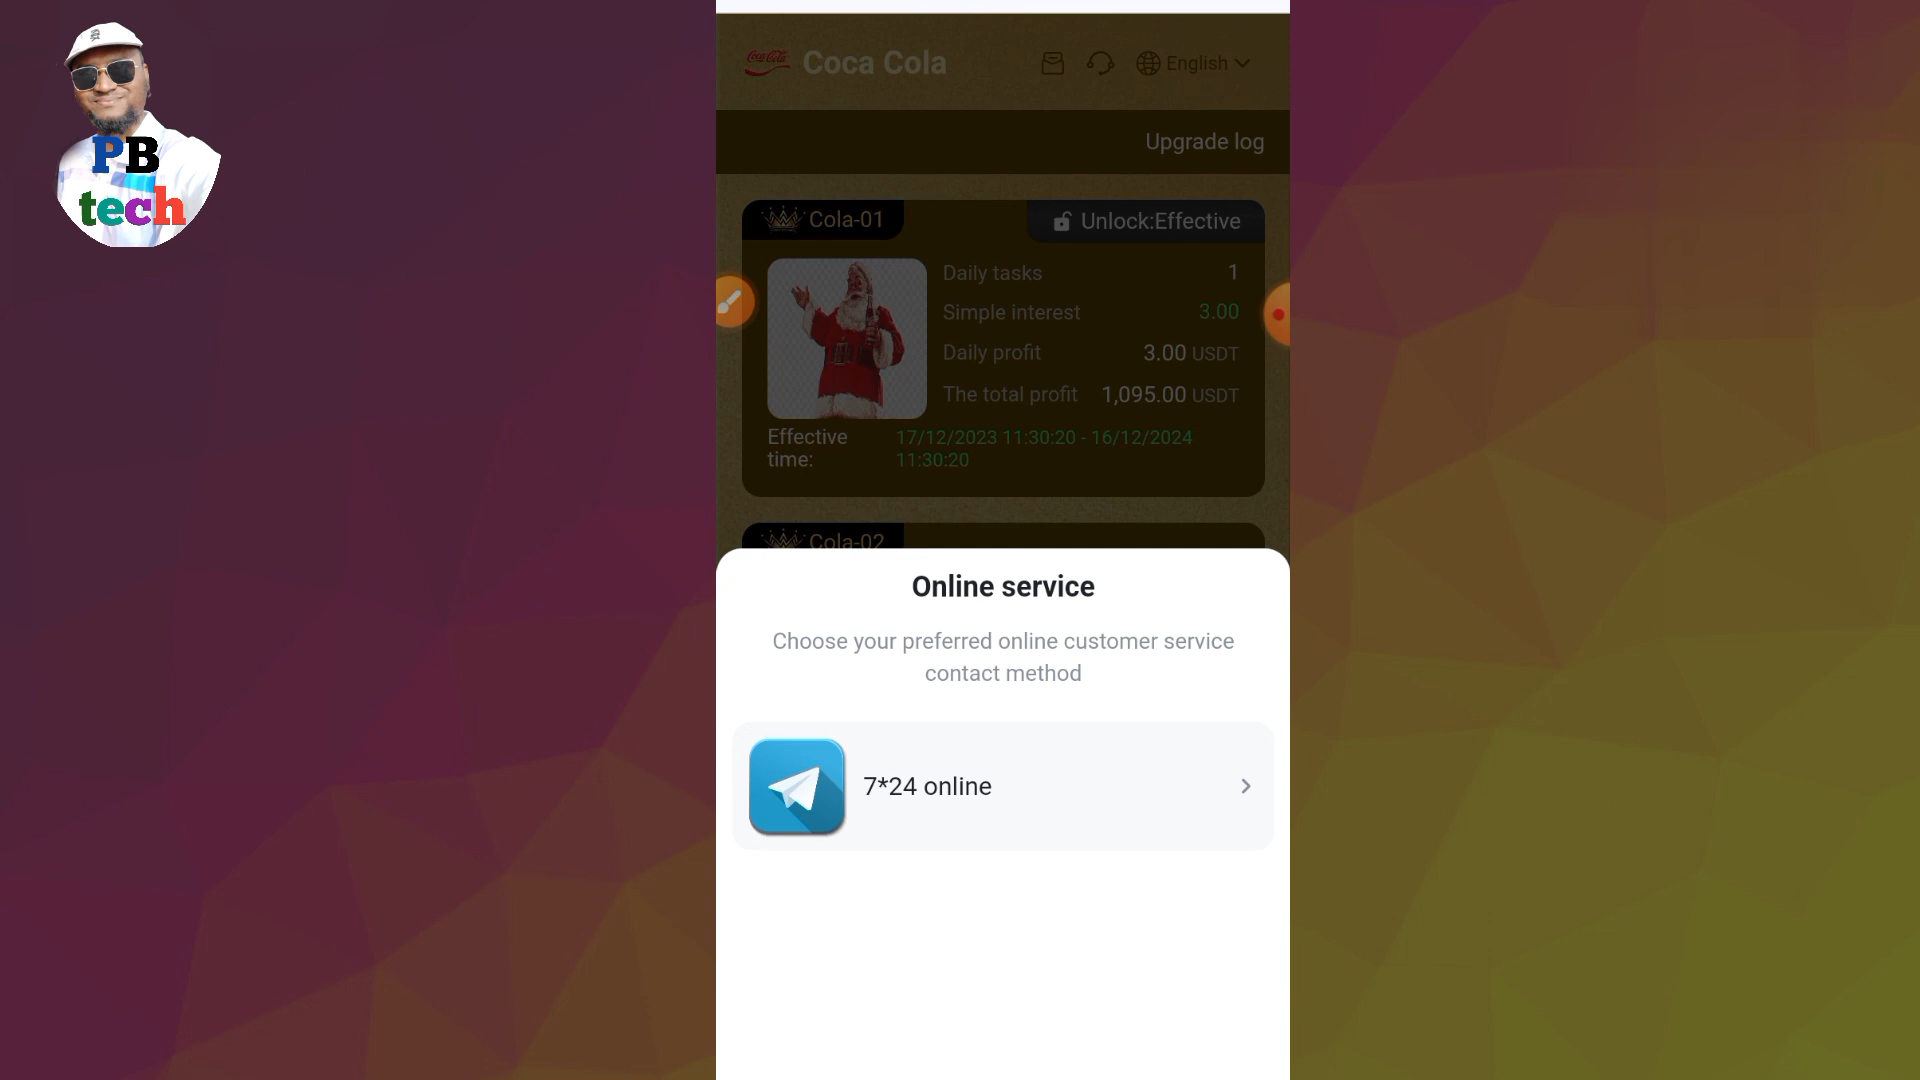 PB
tech
Coca-Cola
Coca Cola
English
Upgrade log
Cola-01
Unlock:Effective
Daily tasks
1
Simple interest
3.00
Daily profit
3.00 USDT
The total profit
1,095.00 USDT
Effective
time:
17/12/2023 11:30:20 - 16/12/2024
11:30:20
Cola-02
Online service
Choose your preferred online customer service
contact method
7*24 online